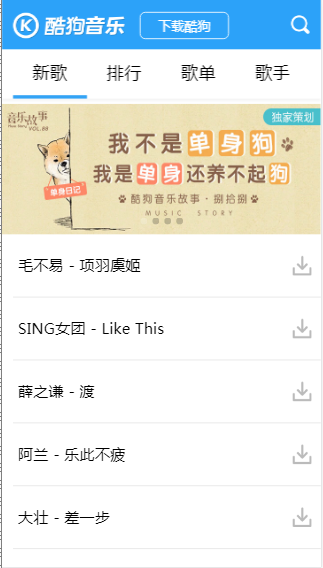 K 酷狗音乐 下载酷狗
新歌 排行 歌单 歌手
音乐故事 独家策划
VOL.88
我不是单身狗
我是单身还养不起狗
单身日记
酷狗音乐故事·捌拾捌
MUSIC STORY
毛不易 - 项羽虞姬
SING女团 - Like This
薛之谦 - 渡
阿兰 - 乐此不疲
大壮 - 差一步